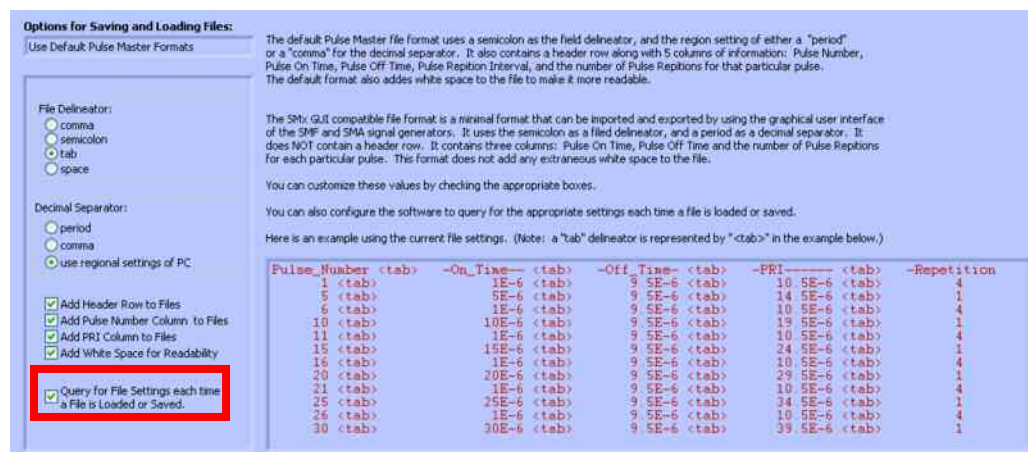 Options for Saving and Loading Files:
Use Default Pulse Master Formats
File Delineator:
comma
semicolon
tab
space
Decimal Separator:
period
comma
use regional settings of PC
Add Header Row to Files
Add Pulse Number Column to Files
Add PRI Column to Files
Add White Space for Readability
Query for File Settings each time
a File is Loaded or Saved.
The default Pulse Master file format uses a semicolon as the field delineator, and the region setting of either a "period"
or a "comma" for the decimal separator. It also contains a header row along with 5 columns of information: Pulse Number,
Pulse On Time, Pulse Off Time, Pulse Repition Interval, and the number of Pulse Repitions for that particular pulse.
The default format also addes white space to the file to make it more readable.
The SMx GUI compatible file format is a minimal format that can be imported and exported by using the graphical user interface
of the SMF and SMA signal generators. It uses the semicolon as a filed delineator, and a period as a decimal separator. It
does NOT contain a header row. It contains three columns: Pulse On Time, Pulse Off Time and the number of Pulse Repitions
for each particular pulse. This format does not add any extraneous white space to the file.
You can customize these values by checking the appropriate boxes.
You can also configure the software to query for the appropriate settings each time a file is loaded or saved.
Here is an example using the current file settings. (Note: a "tab" delineator is represented by "<tab>" in the example below.)
Pulse_Number <tab> -On_Time-- <tab> -Off_Time- <tab> -PRI------ <tab> -Repetition
1 <tab> 1E-6 <tab> 9.5E-6 <tab> 10.5E-6 <tab> 4
5 <tab> 5E-6 <tab> 9.5E-6 <tab> 14.5E-6 <tab> 1
6 <tab> 1E-6 <tab> 9.5E-6 <tab> 10.5E-6 <tab> 4
10 <tab> 10E-6 <tab> 9.5E-6 <tab> 19.5E-6 <tab> 1
11 <tab> 1E-6 <tab> 9.5E-6 <tab> 10.5E-6 <tab> 4
15 <tab> 15E-6 <tab> 9.5E-6 <tab> 24.5E-6 <tab> 1
16 <tab> 1E-6 <tab> 9.5E-6 <tab> 10.5E-6 <tab> 4
20 <tab> 20E-6 <tab> 9.5E-6 <tab> 29.5E-6 <tab> 1
21 <tab> 1E-6 <tab> 9.5E-6 <tab> 10.5E-6 <tab> 4
25 <tab> 25E-6 <tab> 9.5E-6 <tab> 34.5E-6 <tab> 1
26 <tab> 1E-6 <tab> 9.5E-6 <tab> 10.5E-6 <tab> 4
30 <tab> 30E-6 <tab> 9.5E-6 <tab> 39.5E-6 <tab> 1